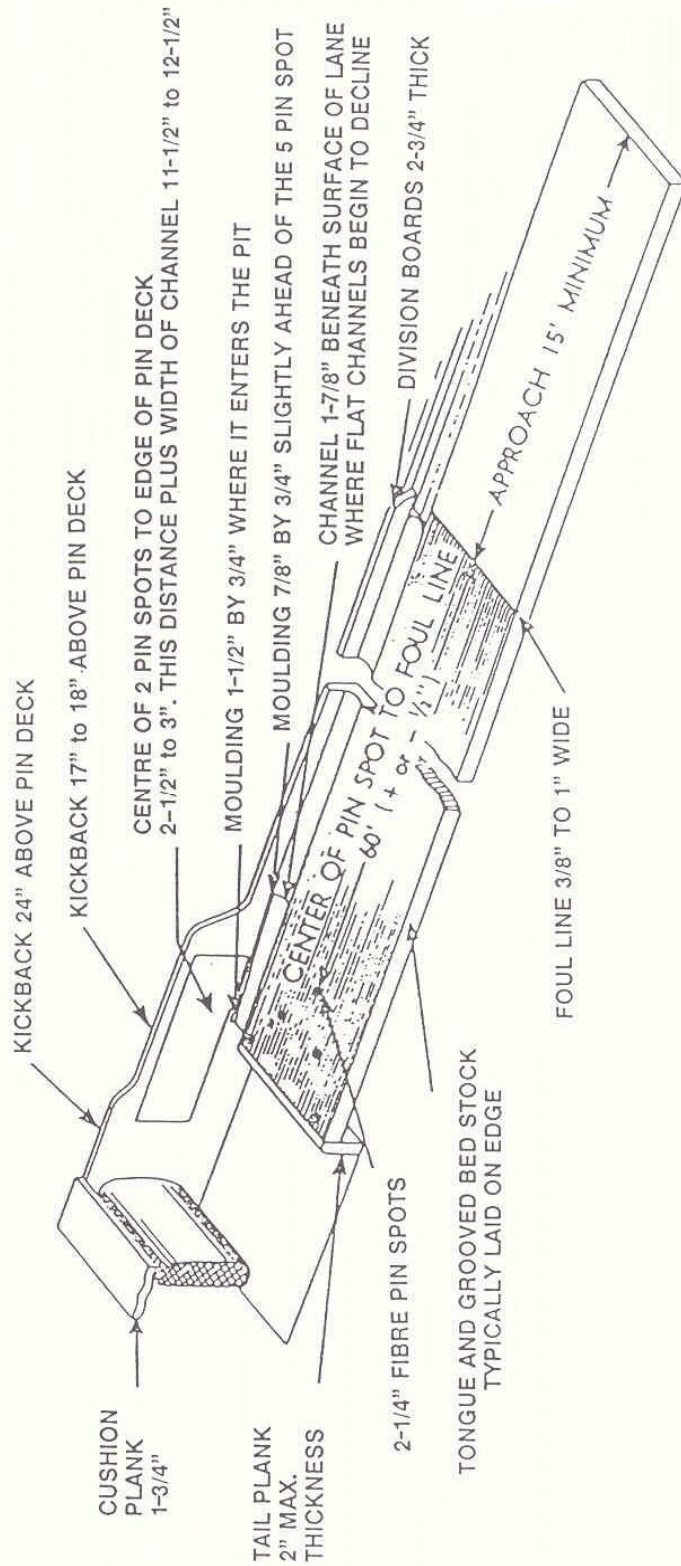 KICKBACK 24" ABOVE PIN DECK
KICKBACK 17" to 18" ABOVE PIN DECK
CENTRE OF 2 PIN SPOTS TO EDGE OF PIN DECK
2-1/2" to 3". THIS DISTANCE PLUS WIDTH OF CHANNEL 11-1/2" to 12-1/2"
MOULDING 1-1/2" BY 3/4" WHERE IT ENTERS THE PIT
MOULDING 7/8" BY 3/4" SLIGHTLY AHEAD OF THE 5 PIN SPOT
CHANNEL 1-7/8" BENEATH SURFACE OF LANE
WHERE FLAT CHANNELS BEGIN TO DECLINE
DIVISION BOARDS 2-3/4" THICK
CUSHION
PLANK
1-3/4"
TAIL PLANK
2" MAX.
THICKNESS
2-1/4" FIBRE PIN SPOTS
TONGUE AND GROOVED BED STOCK
TYPICALLY LAID ON EDGE
CENTER OF PIN SPOT TO FOUL LINE
60' (+ or - ½")
APPROACH 15' MINIMUM
FOUL LINE 3/8" TO 1" WIDE